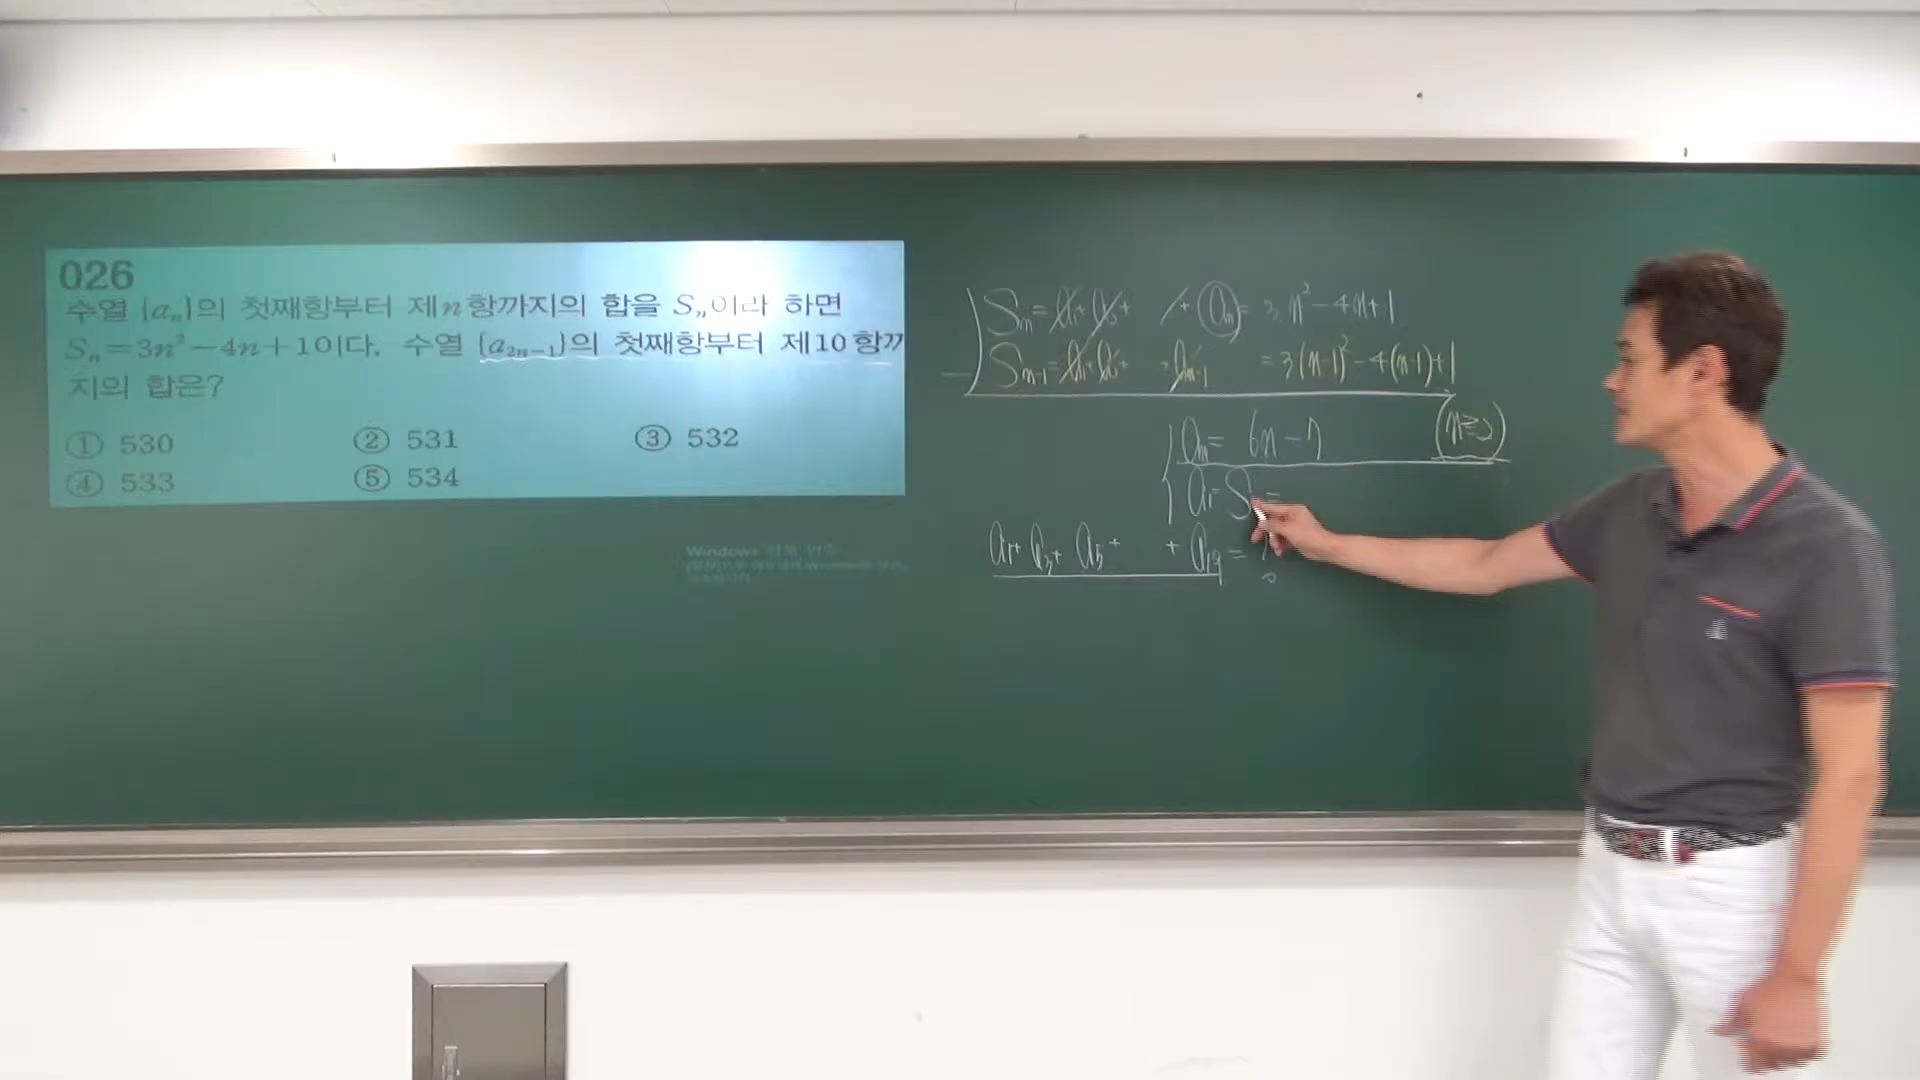 026
수열 {aₙ}의 첫째항부터 제n항까지의 합을 Sₙ이라 하면
Sₙ=3n²−4n+1이다. 수열 {a₂ₙ₋₁}의 첫째항부터 제10항까
지의 합은?
① 530 ② 531 ③ 532
④ 533 ⑤ 534
Windows
Sₙ = a₁+a₂+ + aₙ = 3n²−4n+1
Sₙ₋₁ = a₁+a₂+ aₙ₋₁ = 3(n−1)²−4(n−1)+1
aₙ = 6n−7 (n≥2)
a₁=S₁=
a₁+a₃+a₅+ +a₁₉ = ?